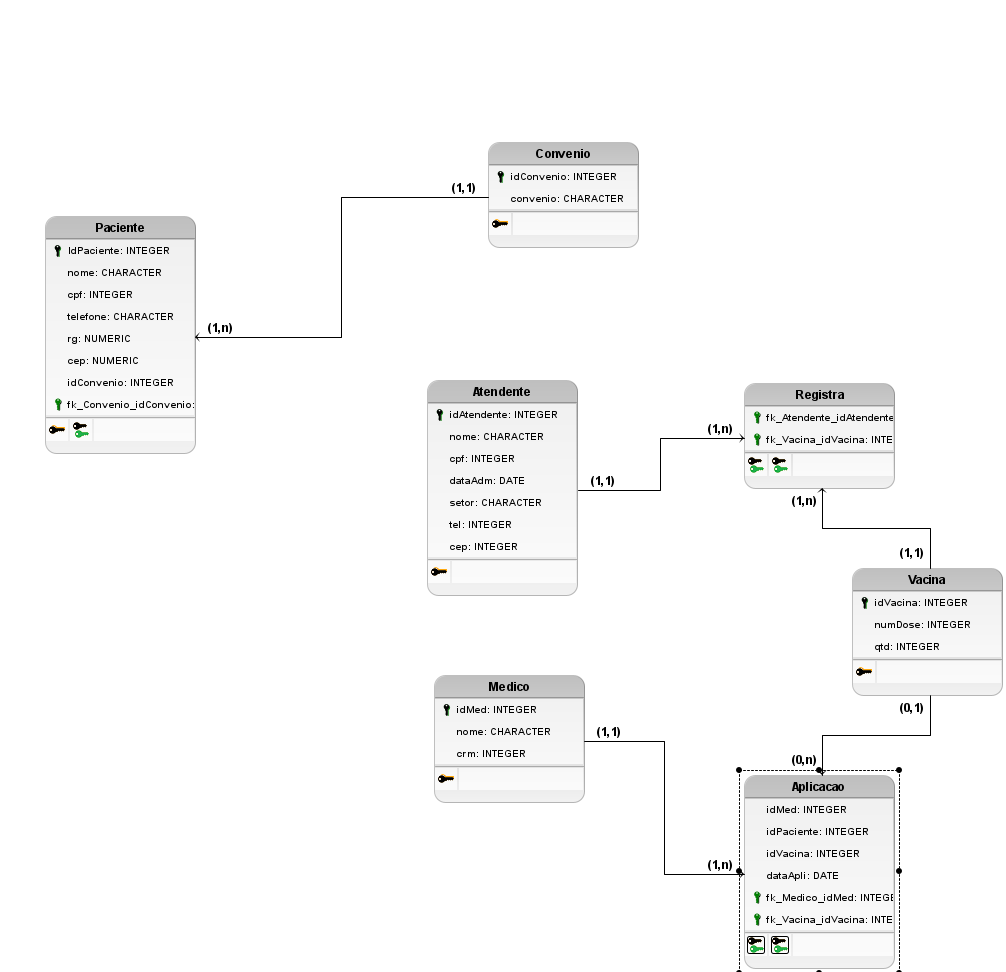 Convenio
idConvenio: INTEGER
convenio: CHARACTER
(1,1)
Paciente
IdPaciente: INTEGER
nome: CHARACTER
cpf: INTEGER
telefone: CHARACTER
rg: NUMERIC
cep: NUMERIC
idConvenio: INTEGER
fk_Convenio_idConvenio:
(1,n)
Atendente
idAtendente: INTEGER
nome: CHARACTER
cpf: INTEGER
dataAdm: DATE
setor: CHARACTER
tel: INTEGER
cep: INTEGER
(1,1)
(1,n)
Registra
fk_Atendente_idAtendente
fk_Vacina_idVacina: INTE
(1,n)
(1,1)
Vacina
idVacina: INTEGER
numDose: INTEGER
qtd: INTEGER
(0,1)
Medico
idMed: INTEGER
nome: CHARACTER
crm: INTEGER
(1,1)
(0,n)
(1,n)
Aplicacao
idMed: INTEGER
idPaciente: INTEGER
idVacina: INTEGER
dataApli: DATE
fk_Medico_idMed: INTEGE
fk_Vacina_idVacina: INTE